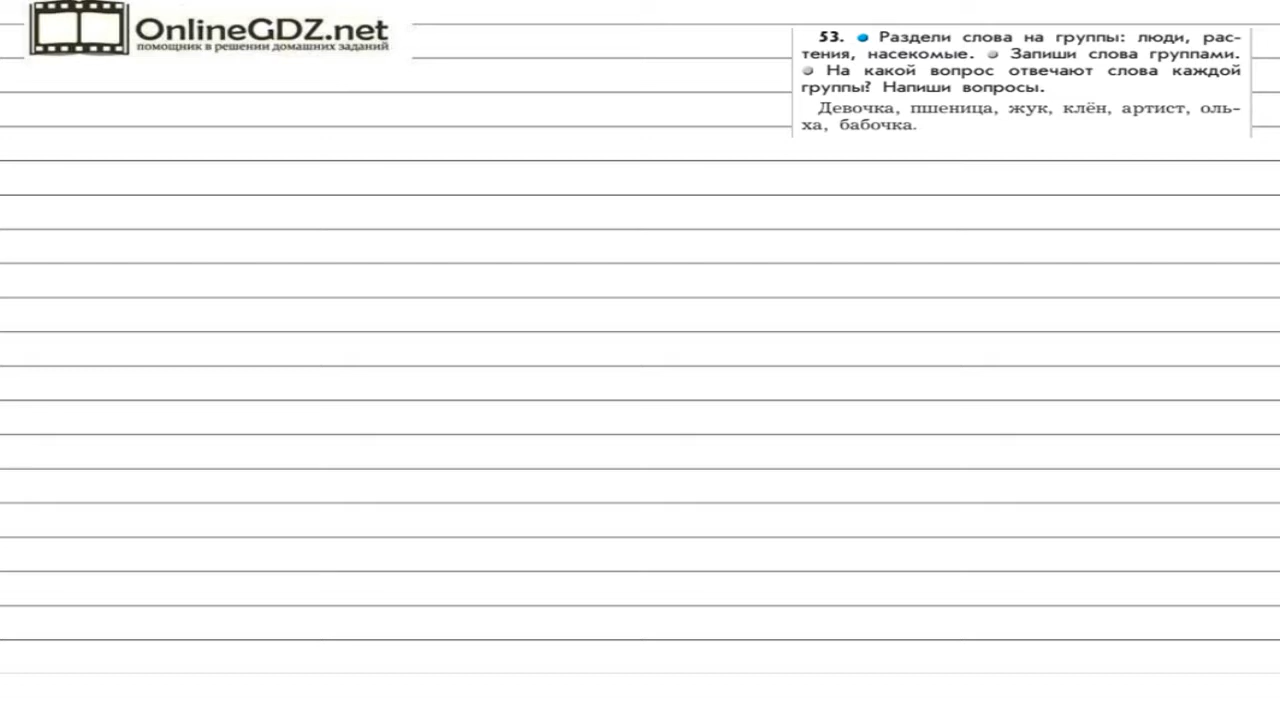 OnlineGDZ.net
помощник в решении домашних заданий
53. Раздели слова на группы: люди, рас-
тения, насекомые. Запиши слова группами.
На какой вопрос отвечают слова каждой
группы? Напиши вопросы.
Девочка, пшеница, жук, клён, артист, оль-
ха, бабочка.